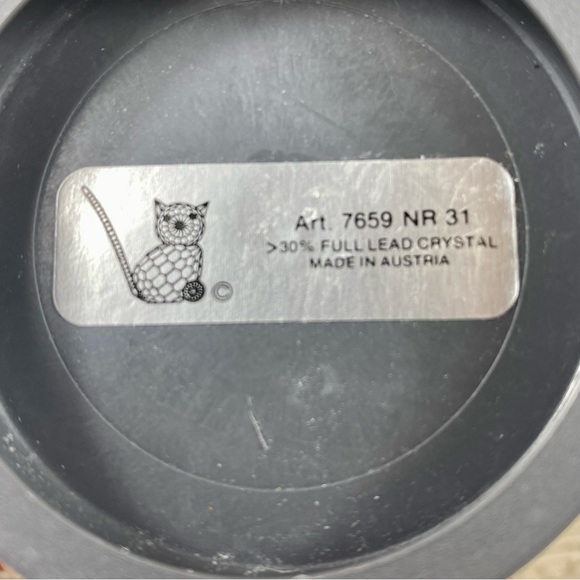 Art. 7659 NR 31
>30% FULL LEAD CRYSTAL
MADE IN AUSTRIA
©